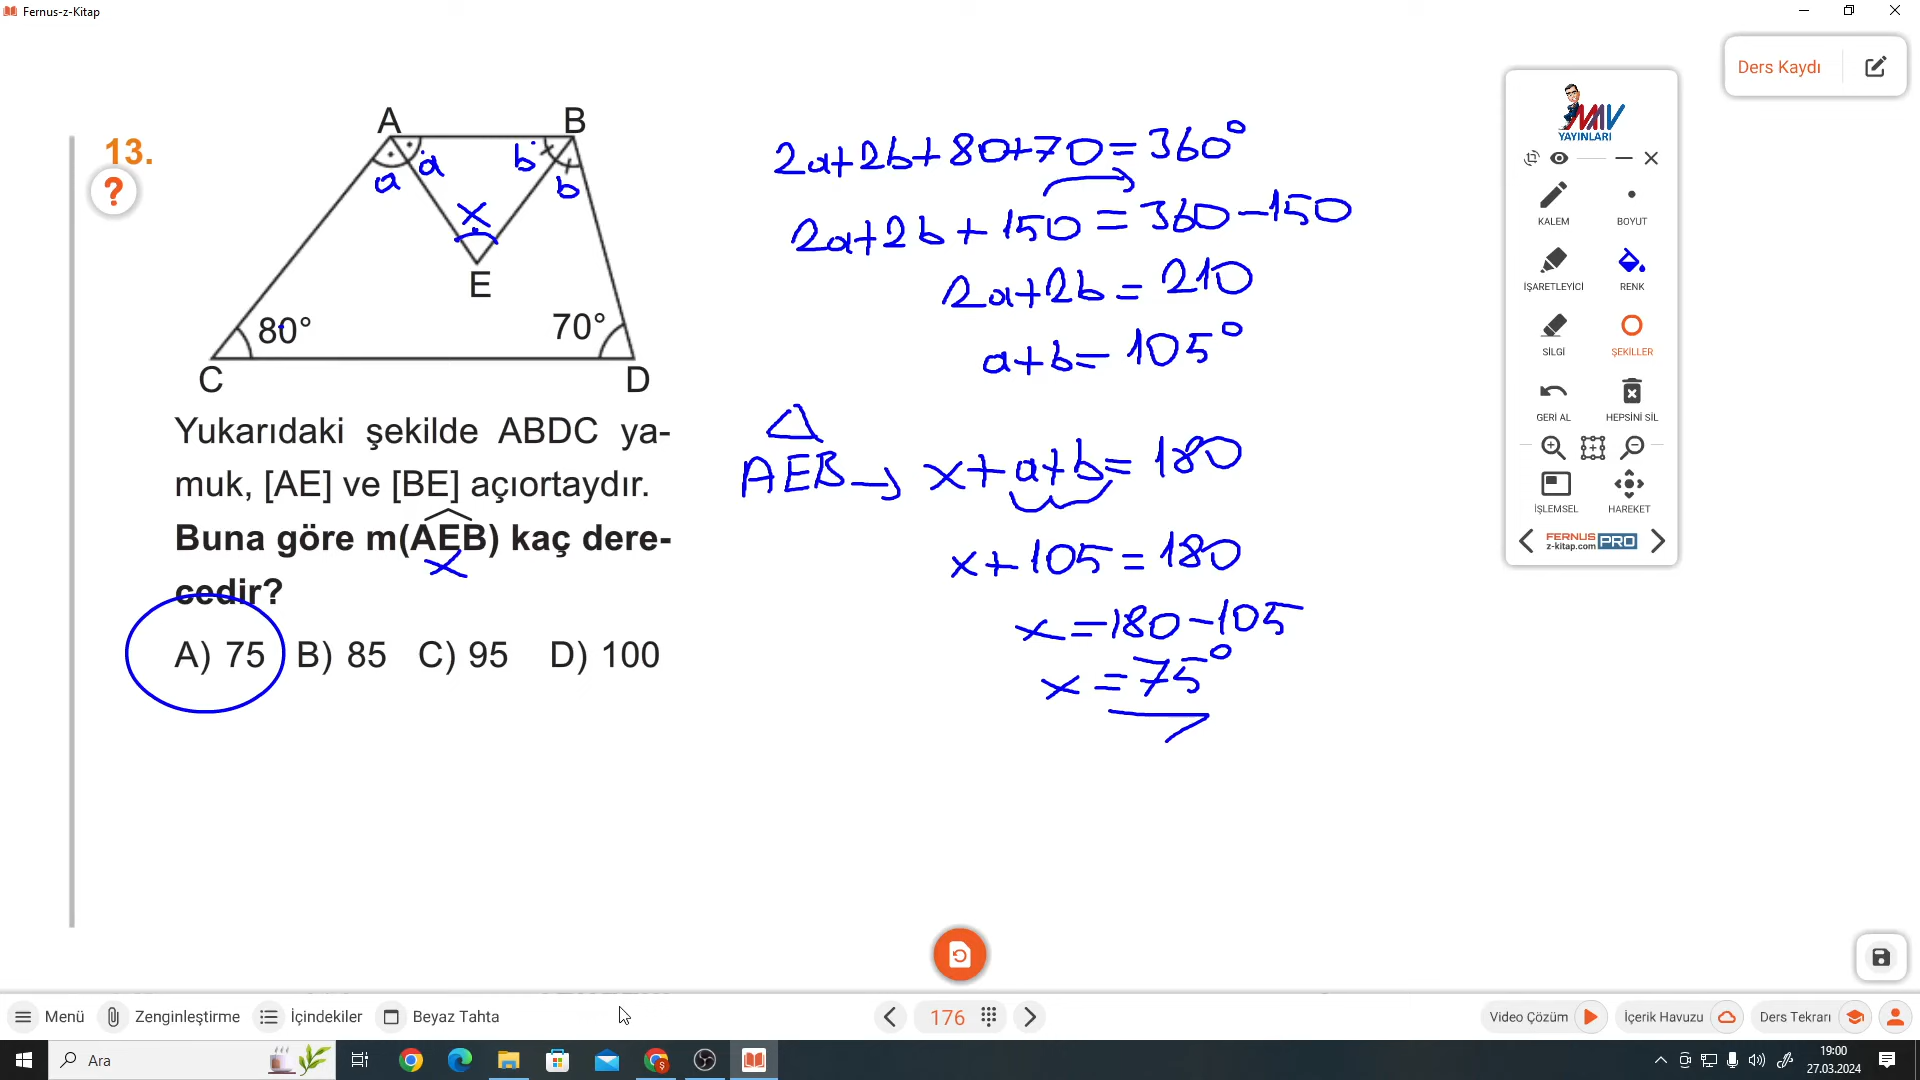 Fernus-z-Kitap
Ders Kaydı
13.
?
A
B
a
a
b
b
x
E
80°
70°
C
D
Yukarıdaki şekilde ABDC ya-
muk, [AE] ve [BE] açıortaydır.
Buna göre m(AEB) kaç dere-
x
cedir?
A) 75 B) 85 C) 95 D) 100
2a+2b+80+70=360°
2a+2b+150=360-150
2a+2b=210
a+b=105°
AEB→ x+a+b=180
x+105=180
x=180-105
x=75°
MAV
YAYINLARI
KALEM
BOYUT
İŞARETLEYİCİ
RENK
SİLGİ
ŞEKİLLER
GERİ AL
HEPSİNİ SİL
İŞLEMSEL
HAREKET
FERNUS
z-kitap.com
PRO
Menü
Zenginleştirme
İçindekiler
Beyaz Tahta
176
Video Çözüm
İçerik Havuzu
Ders Tekrarı
Ara
19:00
27.03.2024